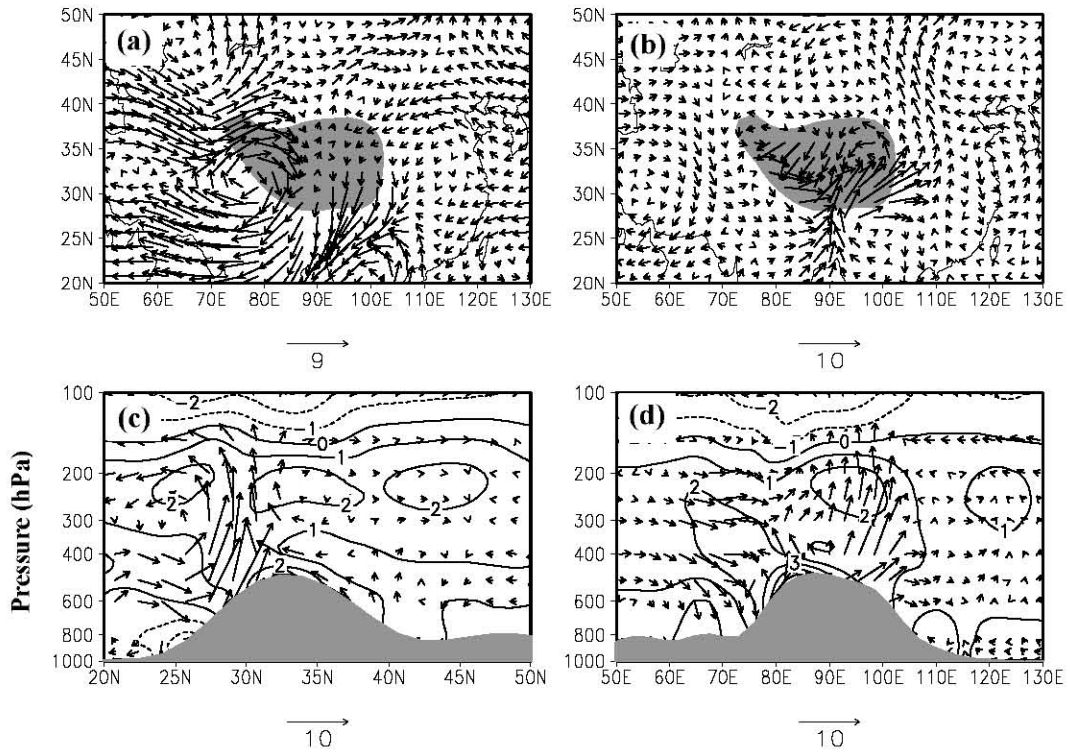 (a) (b)
50N 50N
45N 45N
40N 40N
35N 35N
30N 30N
25N 25N
20N 20N
50E 60E 70E 80E 90E 100E 110E 120E 130E 50E 60E 70E 80E 90E 100E 110E 120E 130E
9 10
(c) (d)
100 100
200 200
300 300
400 400
600 600
800 800
1000 1000
Pressure (hPa)
-2 -1 0 1 2 2 2 1 2
-2 -1 0 1 2 2 3 1
20N 25N 30N 35N 40N 45N 50N 50E 60E 70E 80E 90E 100E 110E 120E 130E
10 10